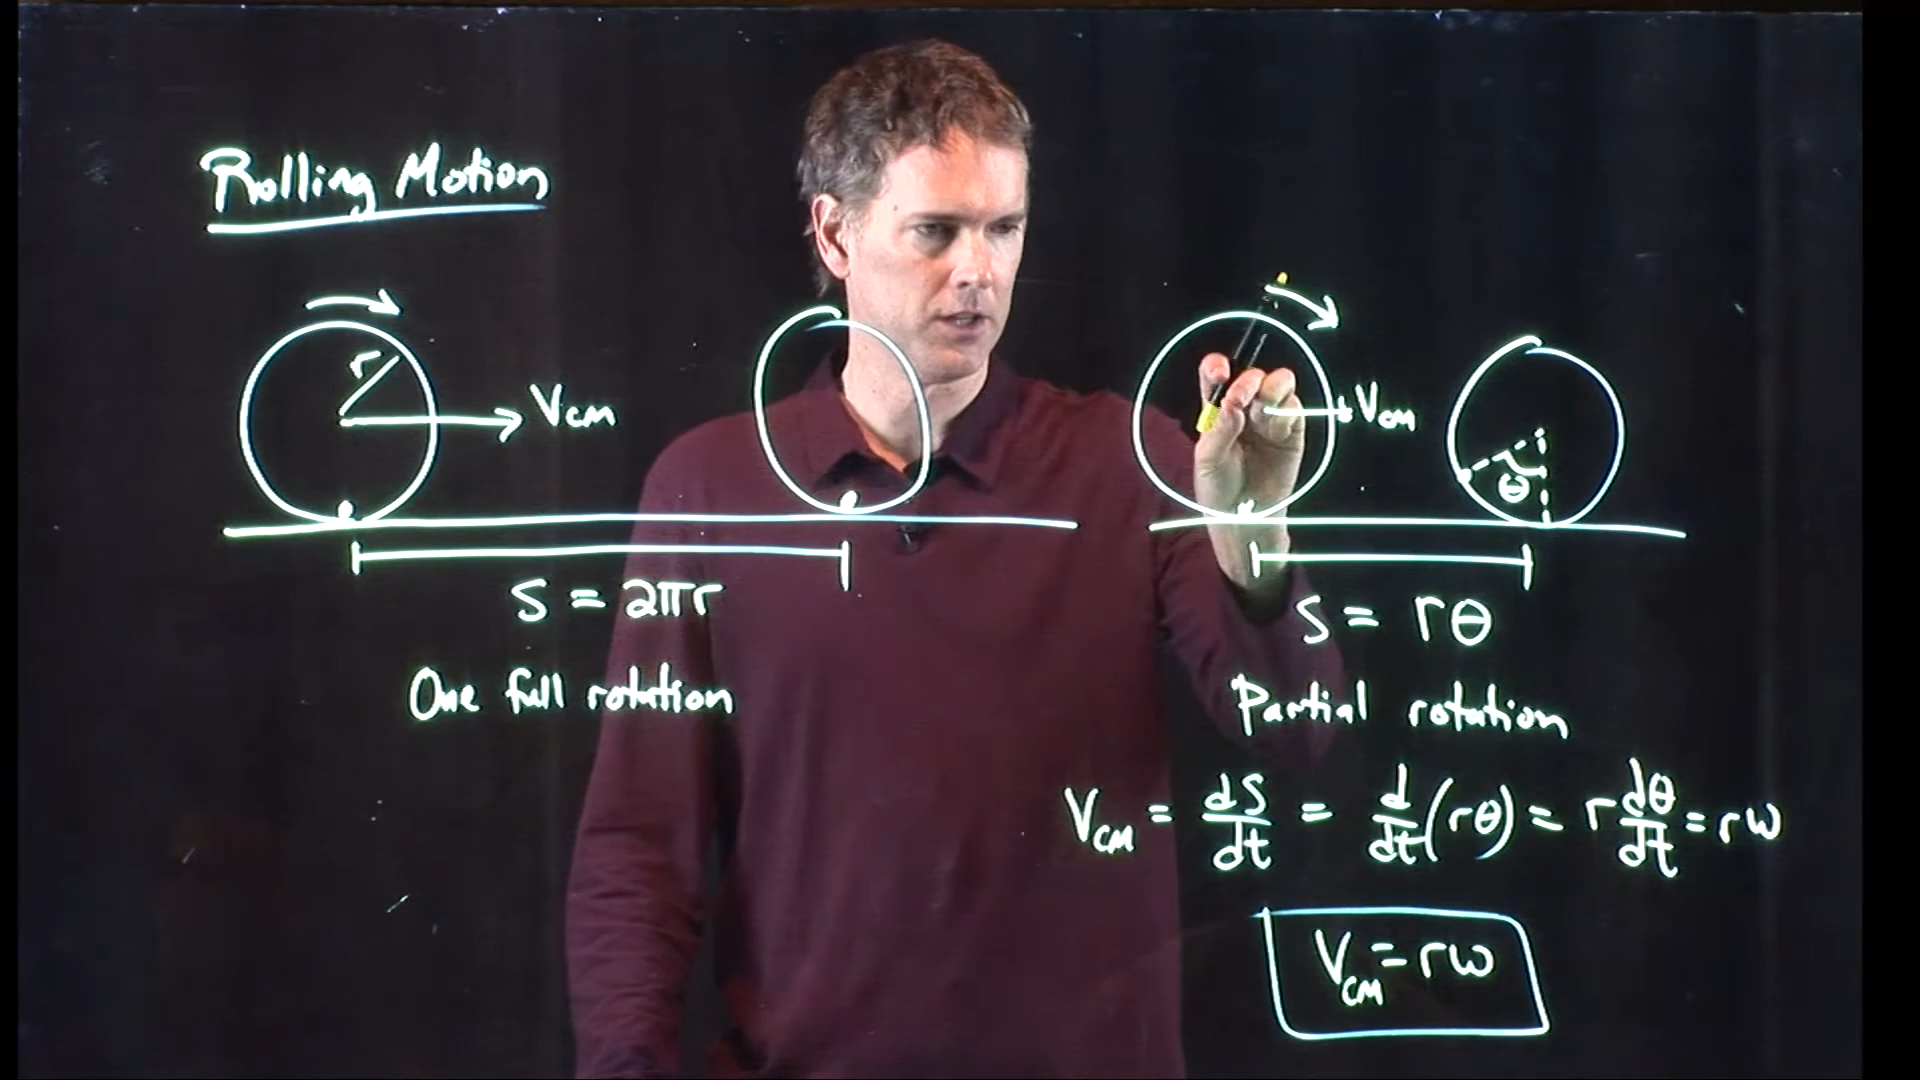 Rolling Motion
r
Vcm
s = 2πr
One full rotation
Vcm
θ
s = rθ
Partial rotation
Vcm = ds/dt = d/dt (rθ) = r dθ/dt = rω
Vcm = rω